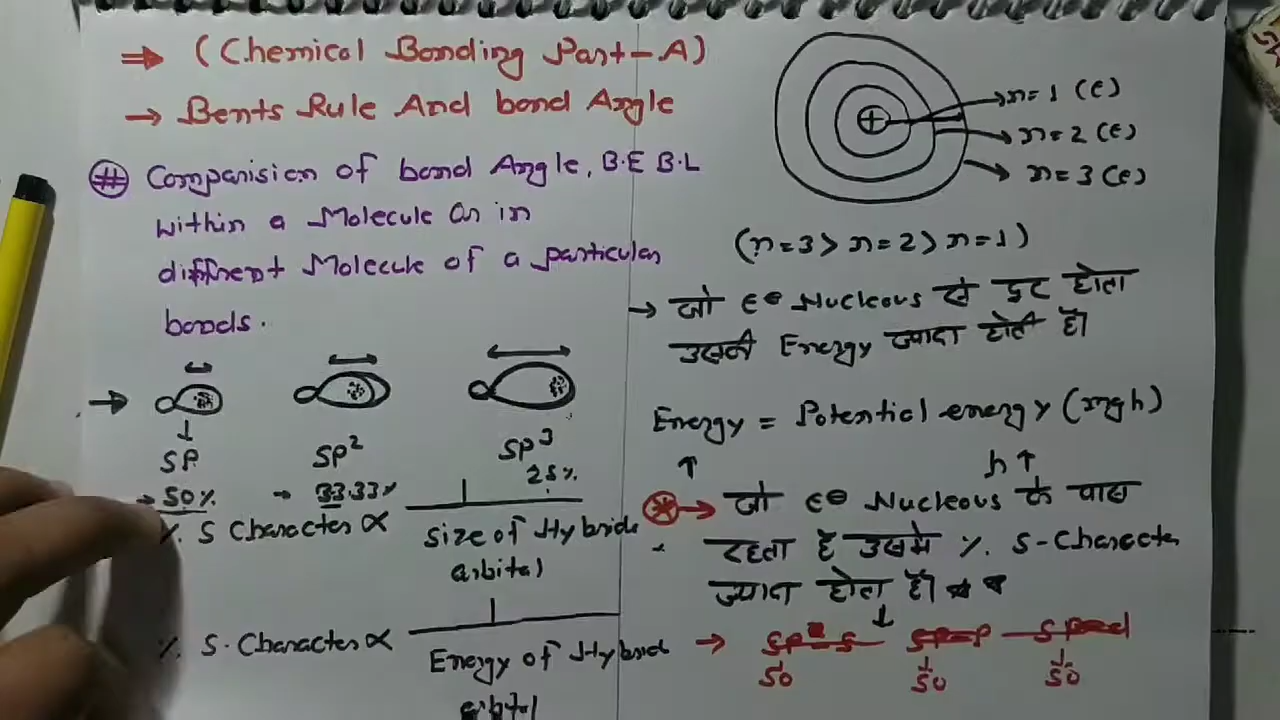 ⇒ (Chemical Bonding Part-A)
→ Bents Rule And bond Angle
# Comparision of bond Angle, B.E B.L
within a Molecule or in
different Molecule of a particular
bonds.
SP
SP²
SP³
→ 50%
→ 33.33%
25%
% S Character ∝ 1
size of Hybride
orbital
% S. Character ∝ 1
Energy of Hybrid
+
→ n=1 (e)
→ n=2 (e)
→ n=3 (e)
(n=3 > n=2 > n=1)
→ जो e⊖ Nucleous से दूर होता
उसकी Energy ज्यादा होती है।
Energy = Potential energy (mgh)
↑ h↑
→ जो e⊖ Nucleous के पास
रहता है उसमे % S-Character
ज्यादा होता है।
→
50 50 50